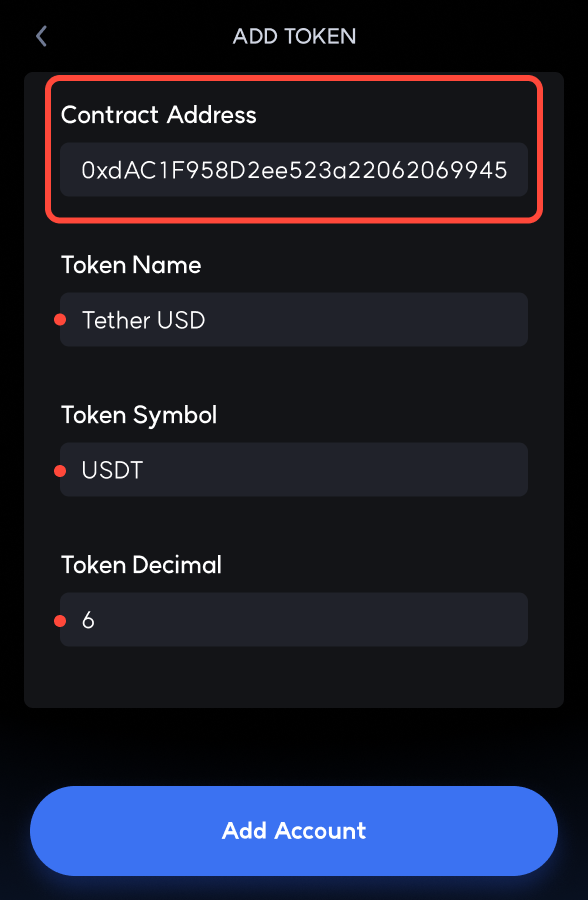 ADD TOKEN
Contract Address
0xdAC1F958D2ee523a22062069945
Token Name
Tether USD
Token Symbol
USDT
Token Decimal
6
Add Account